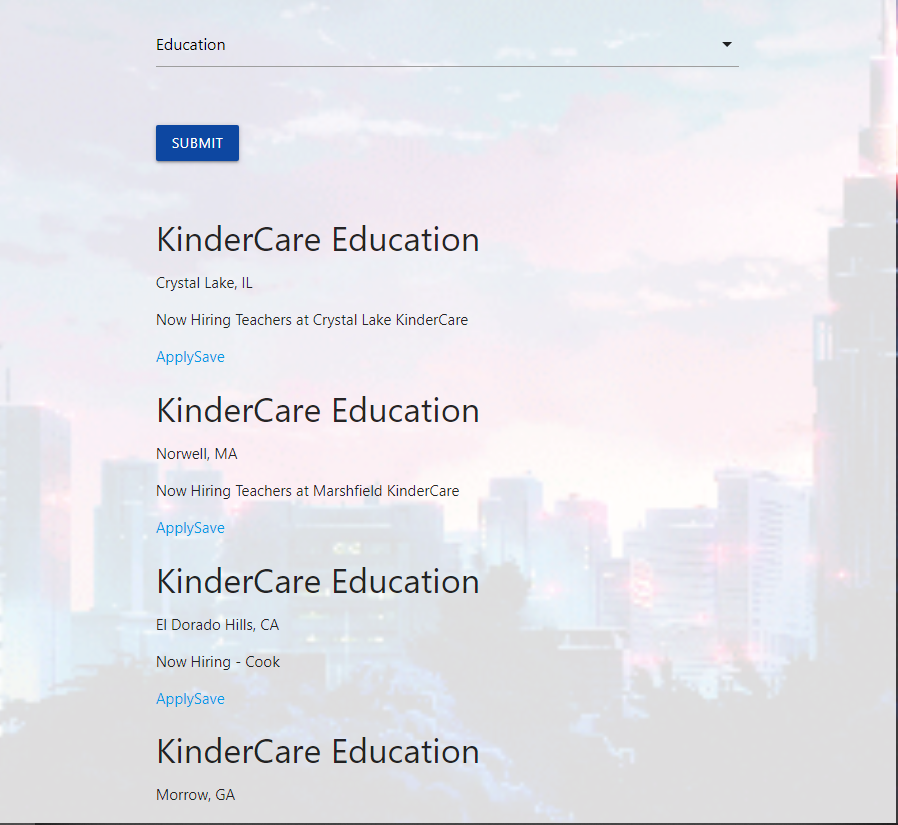 Education
SUBMIT
KinderCare Education
Crystal Lake, IL
Now Hiring Teachers at Crystal Lake KinderCare
ApplySave
KinderCare Education
Norwell, MA
Now Hiring Teachers at Marshfield KinderCare
ApplySave
KinderCare Education
El Dorado Hills, CA
Now Hiring - Cook
ApplySave
KinderCare Education
Morrow, GA